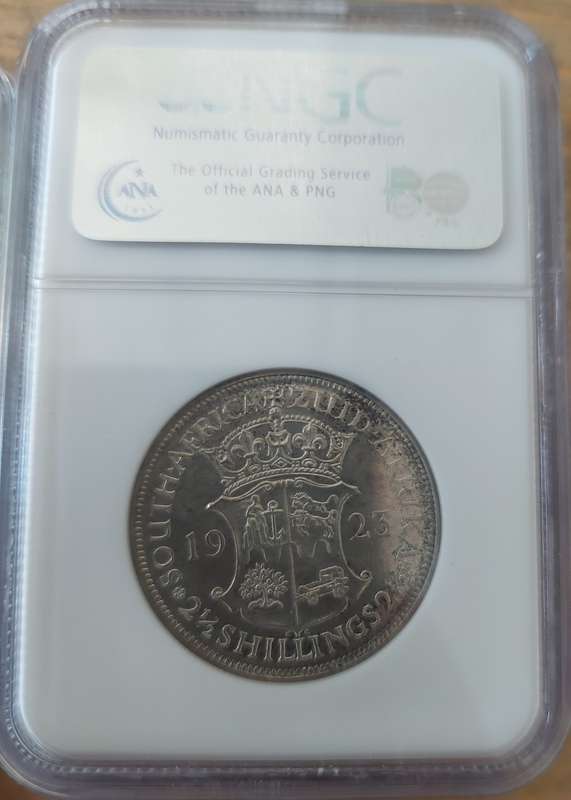 NGC
Numismatic Guaranty Corporation
The Official Grading Service
of the ANA & PNG
ANA
SOUTH·AFRICA
ZUID·AFRIKA
19 23
2½ SHILLINGS 2